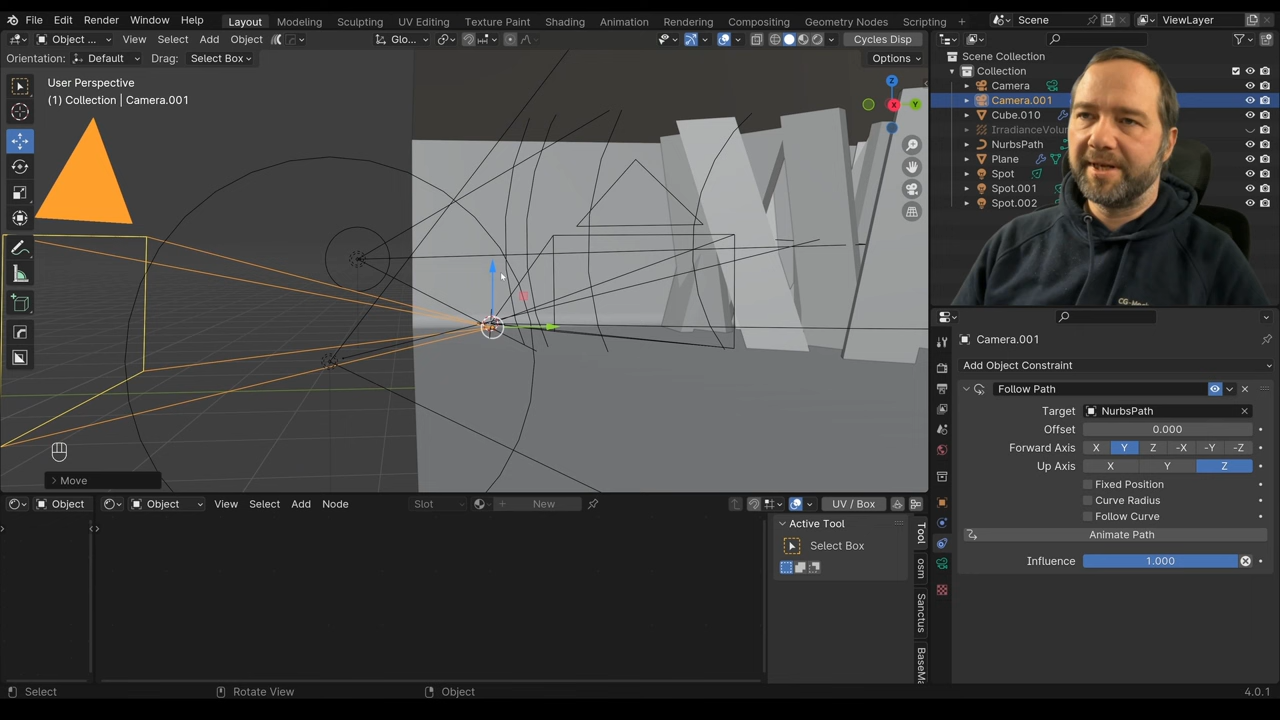 File Edit Render Window Help Layout Modeling Sculpting UV Editing Texture Paint Shading Animation Rendering Compositing Geometry Nodes Scripting + Scene ViewLayer
Object ... View Select Add Object Glo... Cycles Disp
Orientation: Default Drag: Select Box Options
User Perspective
(1) Collection | Camera.001
Z
Y
X
Move
Scene Collection
Collection
Camera
Camera.001
Cube.010
IrradianceVolu
NurbsPath
Plane
Spot
Spot.001
Spot.002
Camera.001
Add Object Constraint
Follow Path
Target NurbsPath
Offset 0.000
Forward Axis X Y Z -X -Y -Z
Up Axis X Y Z
Fixed Position
Curve Radius
Follow Curve
Animate Path
Influence 1.000
Object Object View Select Add Node Slot New UV / Box
Active Tool
Select Box
Tool
osm
Sanctus
BaseMa
Select Rotate View Object 4.0.1